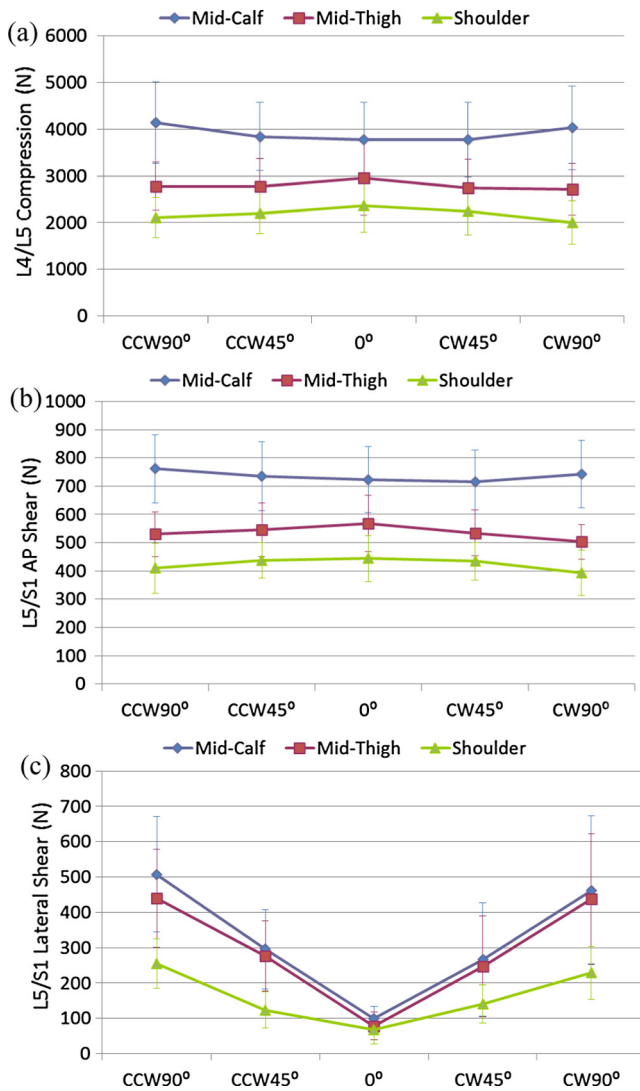 (a)
Mid-Calf Mid-Thigh Shoulder
L4/L5 Compression (N)
6000
5000
4000
3000
2000
1000
0
CCW90º CCW45º 0º CW45º CW90º
(b)
Mid-Calf Mid-Thigh Shoulder
L5/S1 AP Shear (N)
1000
900
800
700
600
500
400
300
200
100
0
CCW90º CCW45º 0º CW45º CW90º
(c)
Mid-Calf Mid-Thigh Shoulder
L5/S1 Lateral Shear (N)
800
700
600
500
400
300
200
100
0
CCW90º CCW45º 0º CW45º CW90º